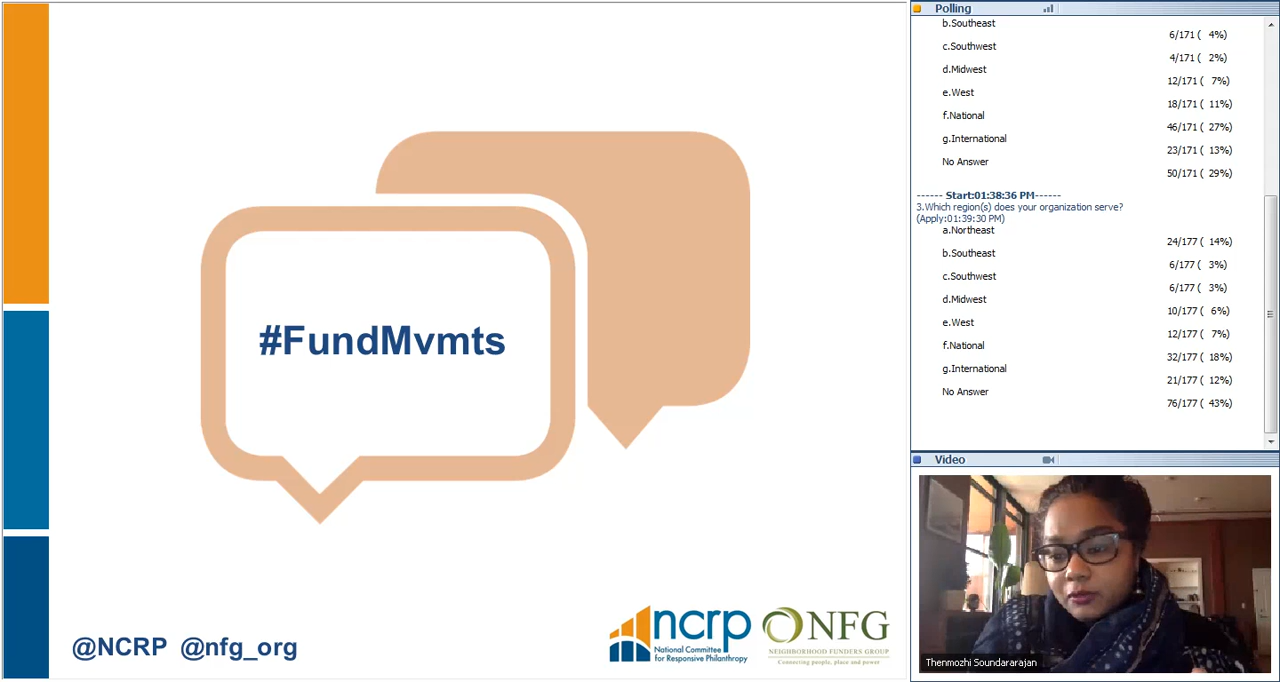 #FundMvmts
@NCRP @nfg_org
ncrp
National Committee
for Responsive Philanthropy
NFG
NEIGHBORHOOD FUNDERS GROUP
Connecting people, place and power
Polling
b.Southeast
6/171 ( 4%)
c.Southwest
4/171 ( 2%)
d.Midwest
12/171 ( 7%)
e.West
18/171 ( 11%)
f.National
46/171 ( 27%)
g.International
23/171 ( 13%)
No Answer
50/171 ( 29%)
------ Start:01:38:36 PM------
3.Which region(s) does your organization serve?
(Apply:01:39:30 PM)
a.Northeast
24/177 ( 14%)
b.Southeast
6/177 ( 3%)
c.Southwest
6/177 ( 3%)
d.Midwest
10/177 ( 6%)
e.West
12/177 ( 7%)
f.National
32/177 ( 18%)
g.International
21/177 ( 12%)
No Answer
76/177 ( 43%)
Video
Thenmozhi Soundararajan